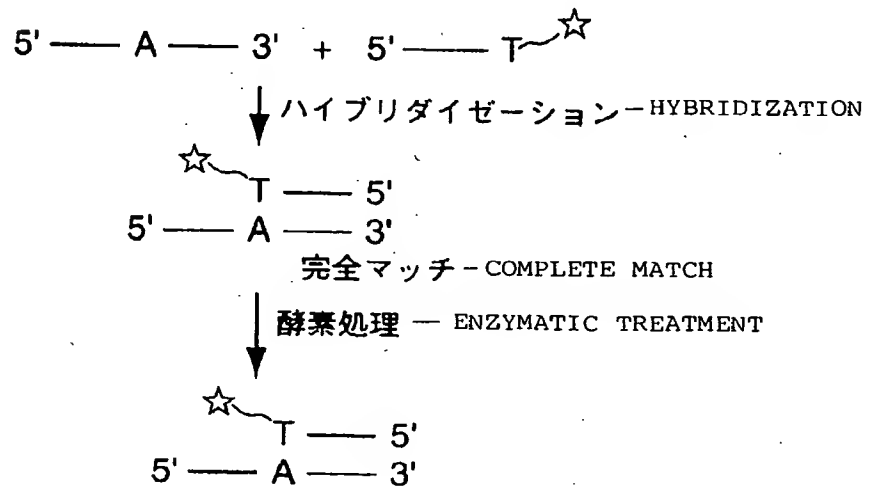 5' — A — 3' + 5' — T ☆
ハイブリダイゼーション−HYBRIDIZATION
☆ T — 5'
5' — A — 3'
完全マッチ−COMPLETE MATCH
酵素処理 — ENZYMATIC TREATMENT
☆ T — 5'
5' — A — 3'